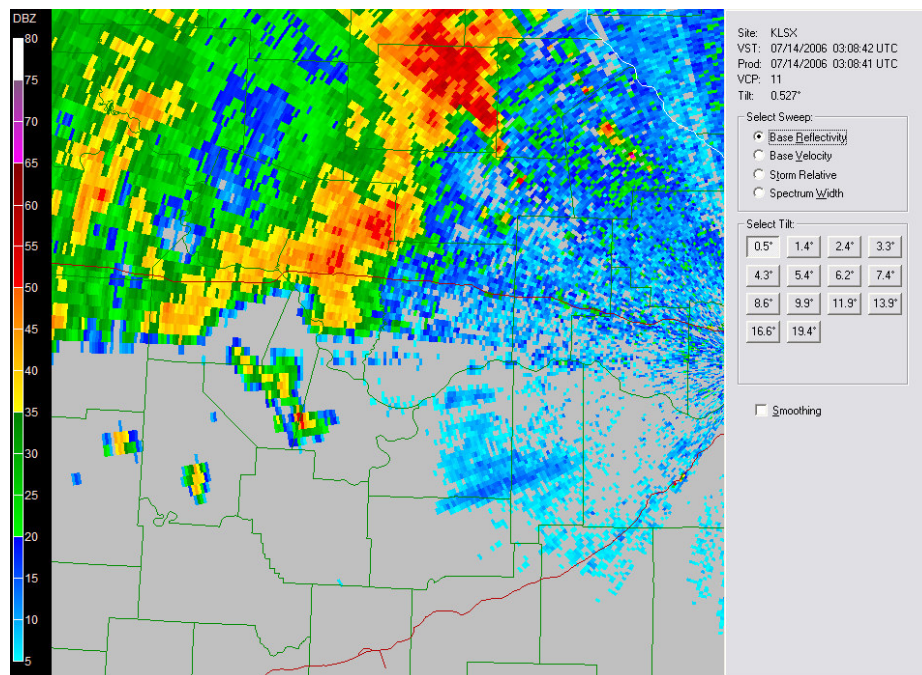 DBZ
80
75
70
65
60
55
50
45
40
35
30
25
20
15
10
5
Site: KLSX
VST: 07/14/2006 03:08:42 UTC
Prod: 07/14/2006 03:08:41 UTC
VCP: 11
Tilt: 0.527°
Select Sweep:
Base Reflectivity
Base Velocity
Storm Relative
Spectrum Width
Select Tilt:
0.5° 1.4° 2.4° 3.3°
4.3° 5.4° 6.2° 7.4°
8.6° 9.9° 11.9° 13.9°
16.6° 19.4°
Smoothing